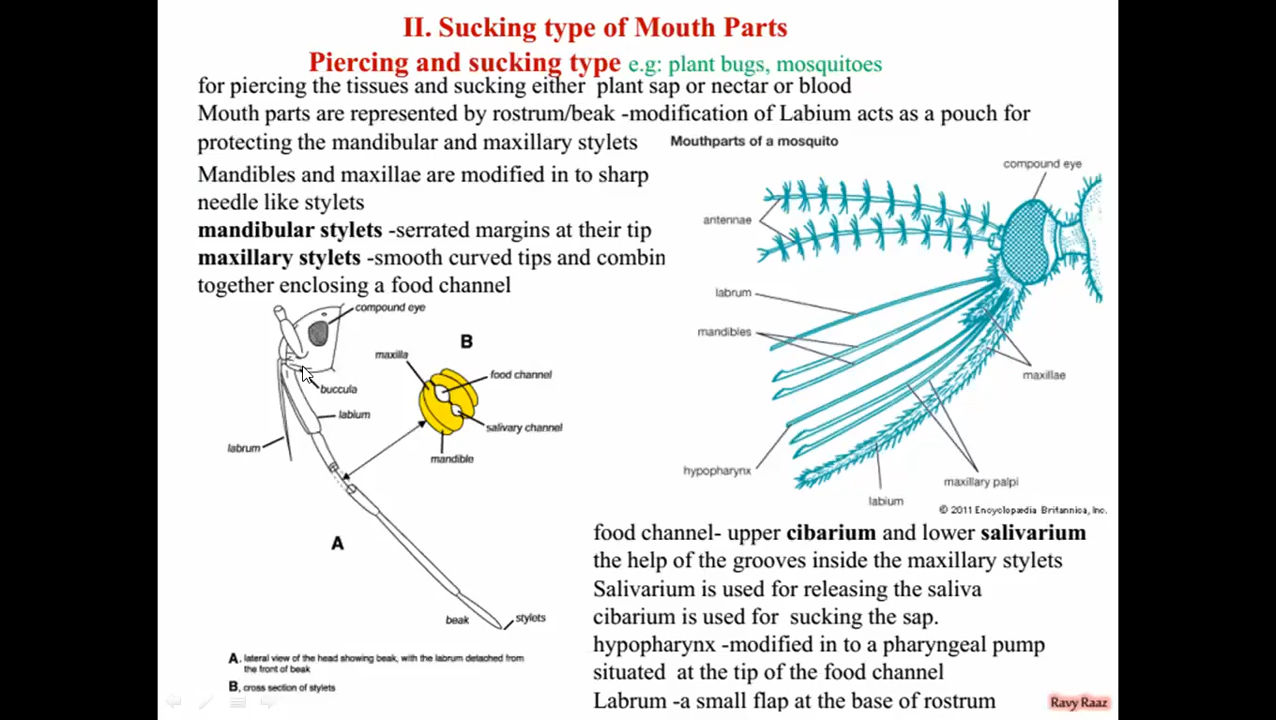 II. Sucking type of Mouth Parts
Piercing and sucking type e.g: plant bugs, mosquitoes
for piercing the tissues and sucking either plant sap or nectar or blood
Mouth parts are represented by rostrum/beak -modification of Labium acts as a pouch for
protecting the mandibular and maxillary stylets
Mandibles and maxillae are modified in to sharp
needle like stylets
mandibular stylets -serrated margins at their tip
maxillary stylets -smooth curved tips and combin
together enclosing a food channel
compound eye
B
maxilla
food channel
buccula
labium
salivary channel
labrum
mandible
A
beak
stylets
A, lateral view of the head showing beak, with the labrum detached from
the front of beak
B, cross section of stylets
Mouthparts of a mosquito
compound eye
antennae
labrum
mandibles
maxillae
hypopharynx
maxillary palpi
labium
© 2011 Encyclopædia Britannica, Inc.
food channel- upper cibarium and lower salivarium
the help of the grooves inside the maxillary stylets
Salivarium is used for releasing the saliva
cibarium is used for sucking the sap.
hypopharynx -modified in to a pharyngeal pump
situated at the tip of the food channel
Labrum -a small flap at the base of rostrum
Ravy Raaz